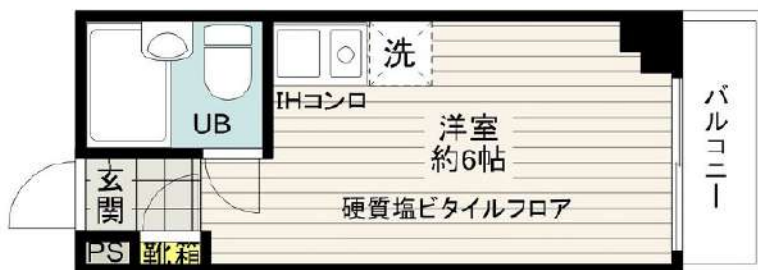 洗
IHコンロ
UB
洋室
約6帖
バルコニー
玄関
硬質塩ビタイルフロア
PS
靴箱